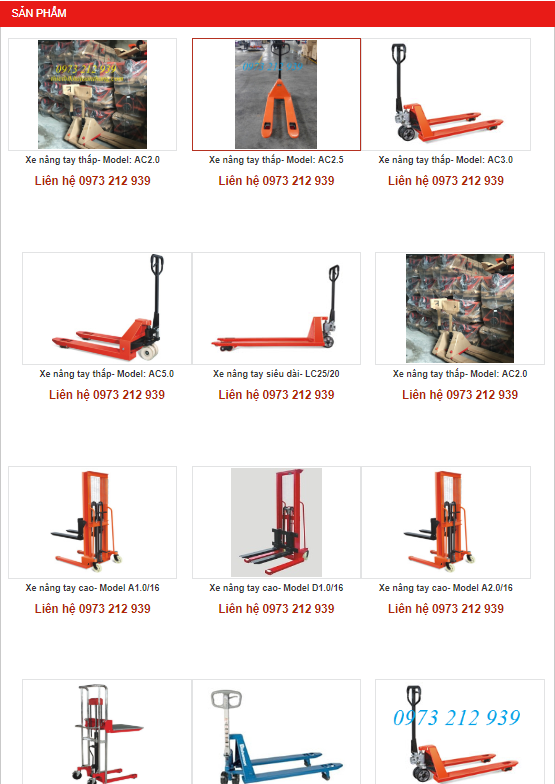 SẢN PHẨM
0973 212 939
0973 212 939
Xe nâng tay thấp- Model: AC2.0
Xe nâng tay thấp- Model: AC2.5
Xe nâng tay thấp- Model: AC3.0
Liên hệ 0973 212 939
Liên hệ 0973 212 939
Liên hệ 0973 212 939
Xe nâng tay thấp- Model: AC5.0
Xe nâng tay siêu dài- LC25/20
Xe nâng tay thấp- Model: AC2.0
Liên hệ 0973 212 939
Liên hệ 0973 212 939
Liên hệ 0973 212 939
Xe nâng tay cao- Model A1.0/16
Xe nâng tay cao- Model D1.0/16
Xe nâng tay cao- Model A2.0/16
Liên hệ 0973 212 939
Liên hệ 0973 212 939
Liên hệ 0973 212 939
0973 212 939